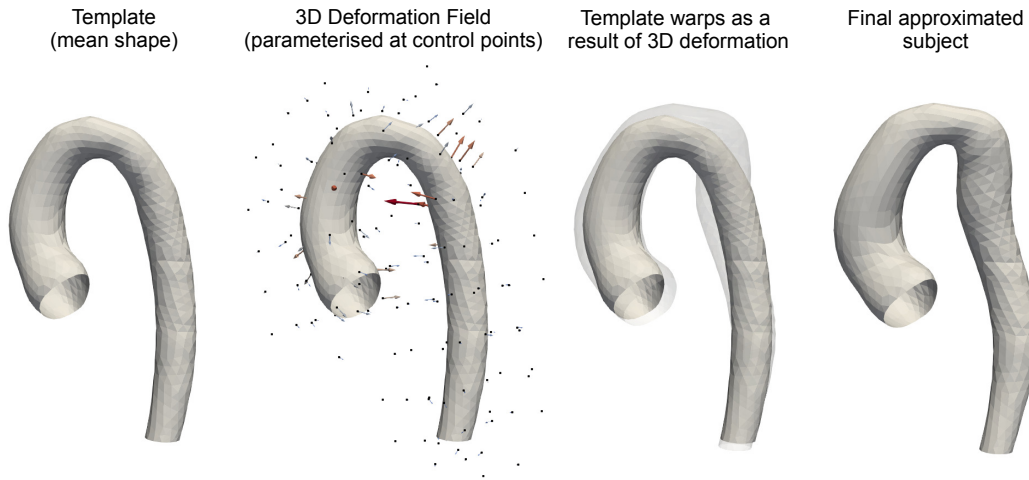 Template
(mean shape)
3D Deformation Field
(parameterised at control points)
Template warps as a
result of 3D deformation
Final approximated
subject